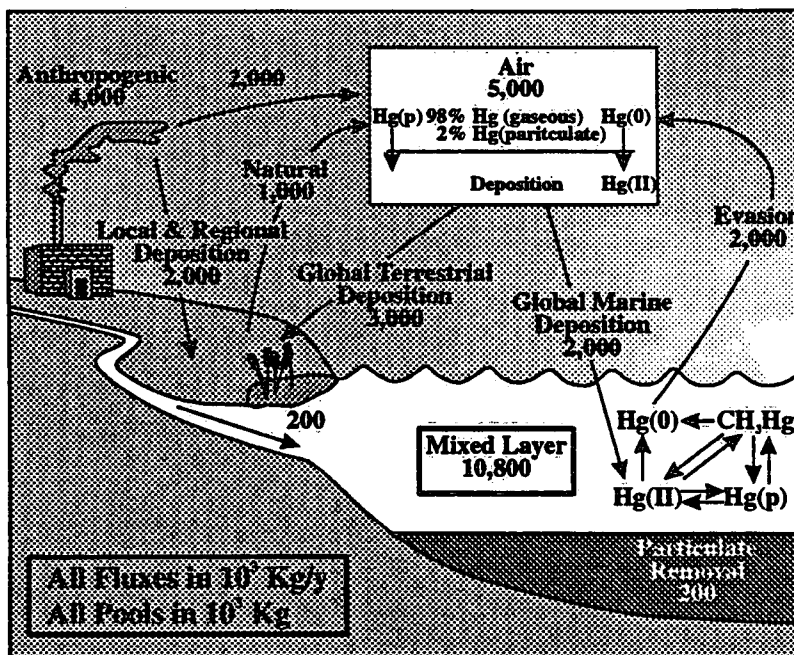 Anthropogenic
4,000
2,000
Air
5,000
Hg(p) 98% Hg (gaseous) Hg(0)
2% Hg(paritculate)
Deposition Hg(II)
Natural
1,000
Local & Regional
Deposition
2,000
Global Terrestrial
Deposition
3,000
Global Marine
Deposition
2,000
Evasion
2,000
200
Mixed Layer
10,800
Hg(0) CH3Hg
Hg(II) Hg(p)
Particulate
Removal
200
All Fluxes in 10³ Kg/y
All Pools in 10³ Kg